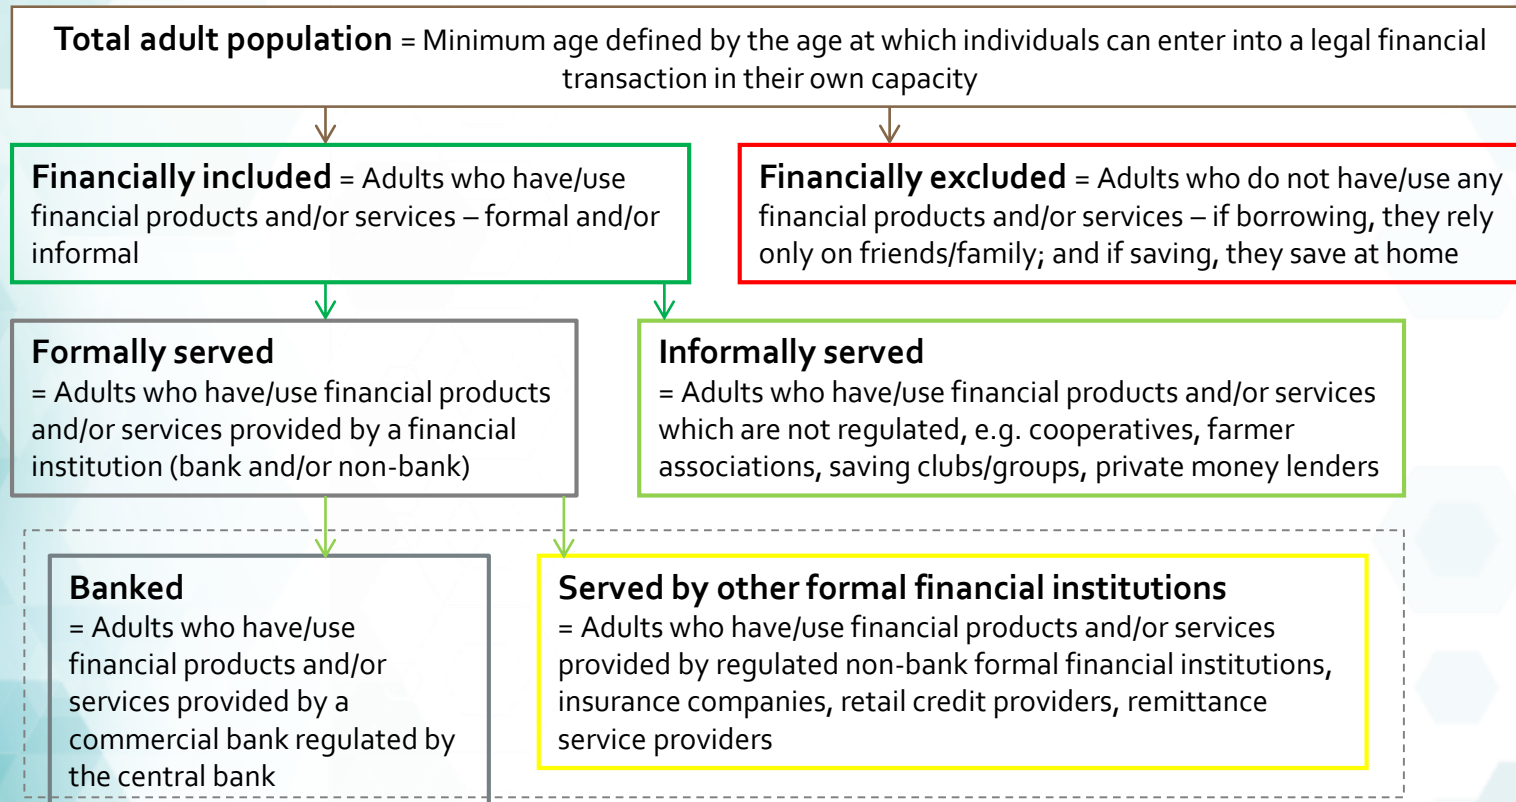 Total adult population = Minimum age defined by the age at which individuals can enter into a legal financial
transaction in their own capacity
Financially included = Adults who have/use
financial products and/or services – formal and/or
informal
Financially excluded = Adults who do not have/use any
financial products and/or services – if borrowing, they rely
only on friends/family; and if saving, they save at home
Formally served
= Adults who have/use financial products
and/or services provided by a financial
institution (bank and/or non-bank)
Informally served
= Adults who have/use financial products and/or services
which are not regulated, e.g. cooperatives, farmer
associations, saving clubs/groups, private money lenders
Banked
= Adults who have/use
financial products and/or
services provided by a
commercial bank regulated by
the central bank
Served by other formal financial institutions
= Adults who have/use financial products and/or services
provided by regulated non-bank formal financial institutions,
insurance companies, retail credit providers, remittance
service providers